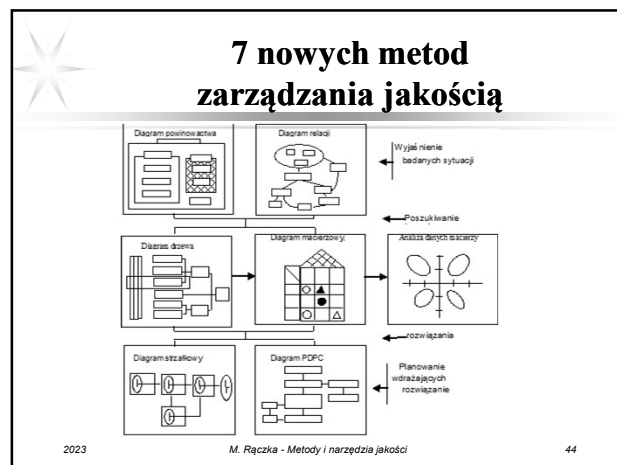 7 nowych metod
zarządzania jakością
Diagram powinowactwa
Diagram relacji
Wyjaśnienie
badanych sytuacji
Poszukiwanie
Diagram drzewa
Diagram macierzowy.
Analiza danych macierzy
rozwiązania
Diagram strzałkowy
Diagram PDPC
Planowanie
wdrażających
rozwiązanie
2023
M. Rączka - Metody i narzędzia jakości
44